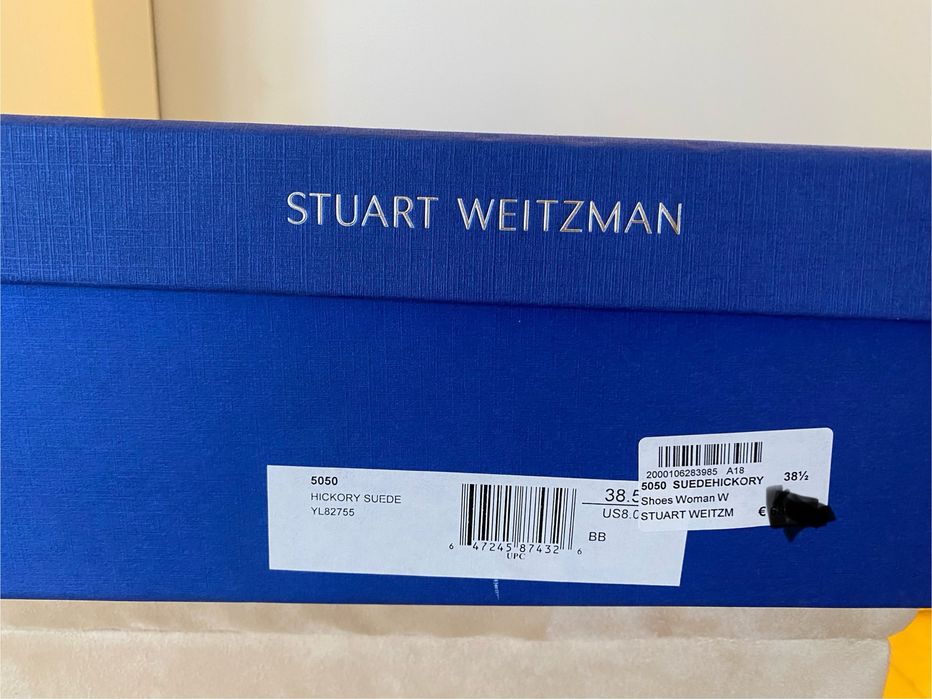 STUART WEITZMAN
5050
HICKORY SUEDE
YL82755
6 47245 87432 6
UPC
38.5
US8.0
BB
2000106283985 A18
5050 SUEDEHICKORY 38½
Shoes Woman W
STUART WEITZM €